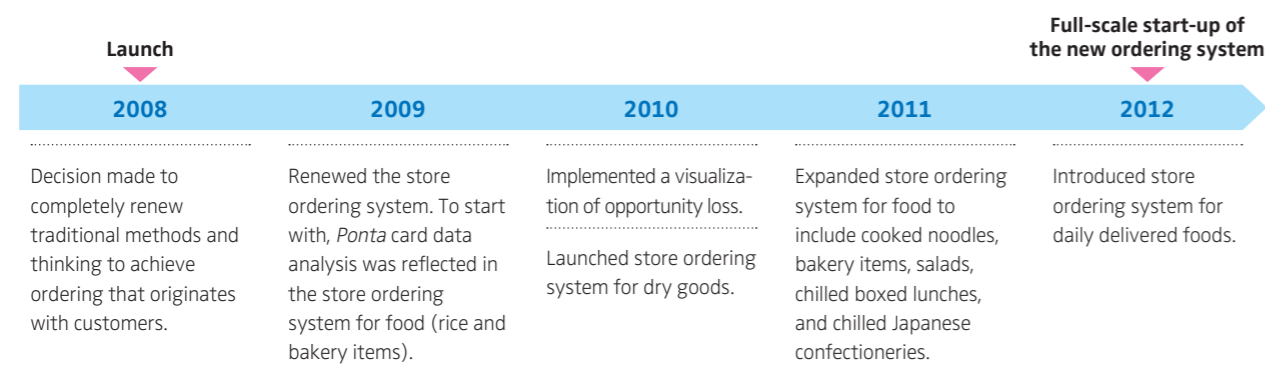 Launch
Full-scale start-up of
the new ordering system
2008
2009
2010
2011
2012
Decision made to
completely renew
traditional methods and
thinking to achieve
ordering that originates
with customers.
Renewed the store
ordering system. To start
with, Ponta card data
analysis was reflected in
the store ordering
system for food (rice and
bakery items).
Implemented a visualiza-
tion of opportunity loss.
Launched store ordering
system for dry goods.
Expanded store ordering
system for food to
include cooked noodles,
bakery items, salads,
chilled boxed lunches,
and chilled Japanese
confectioneries.
Introduced store
ordering system for
daily delivered foods.